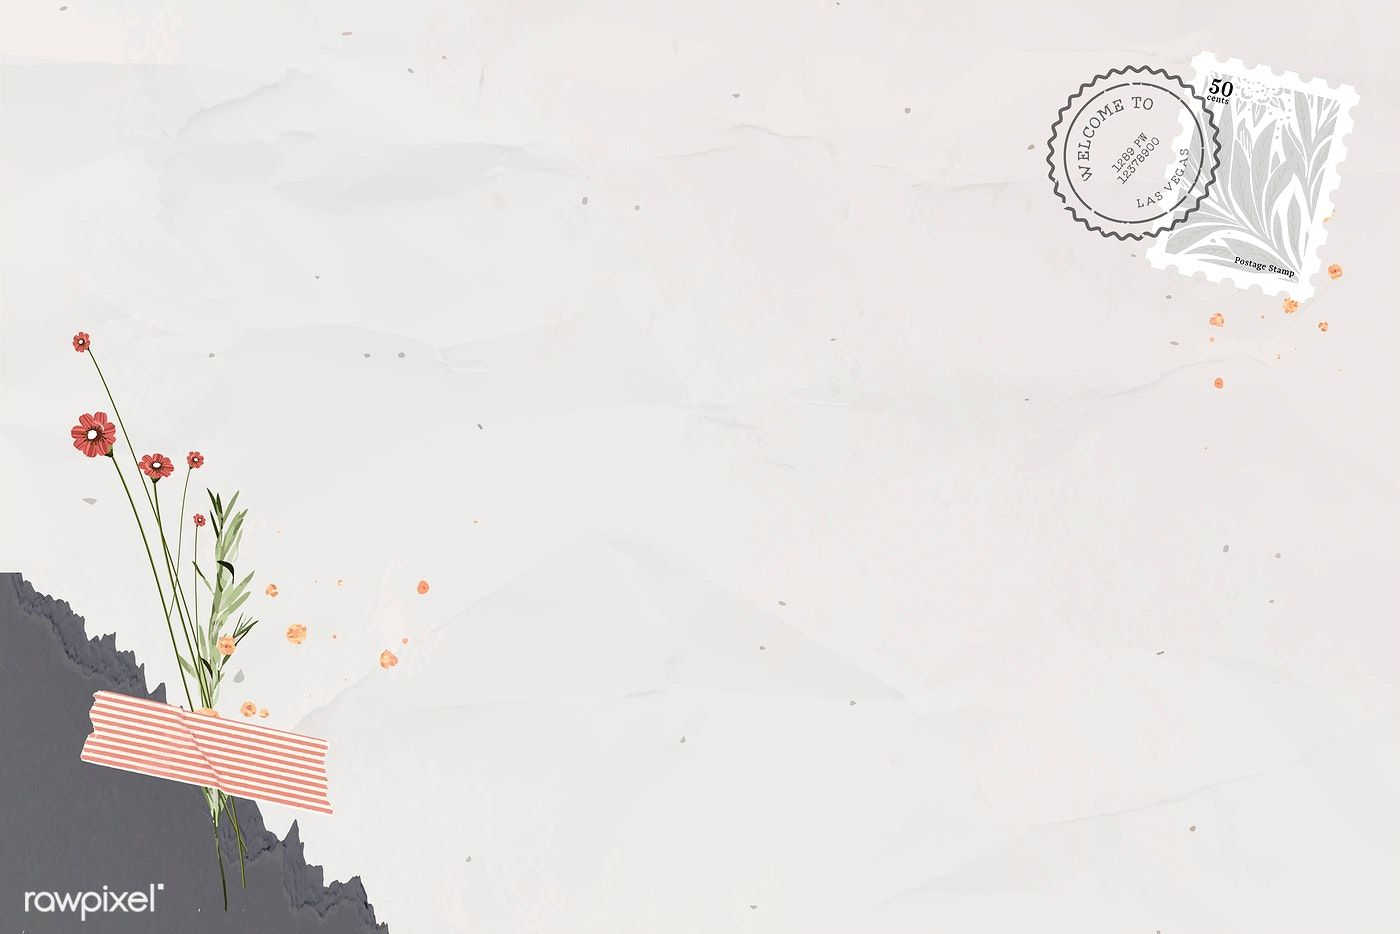 50
cents
WELCOME TO
1289 PW
12378900
LAS VEGAS
Postage Stamp
rawpixel